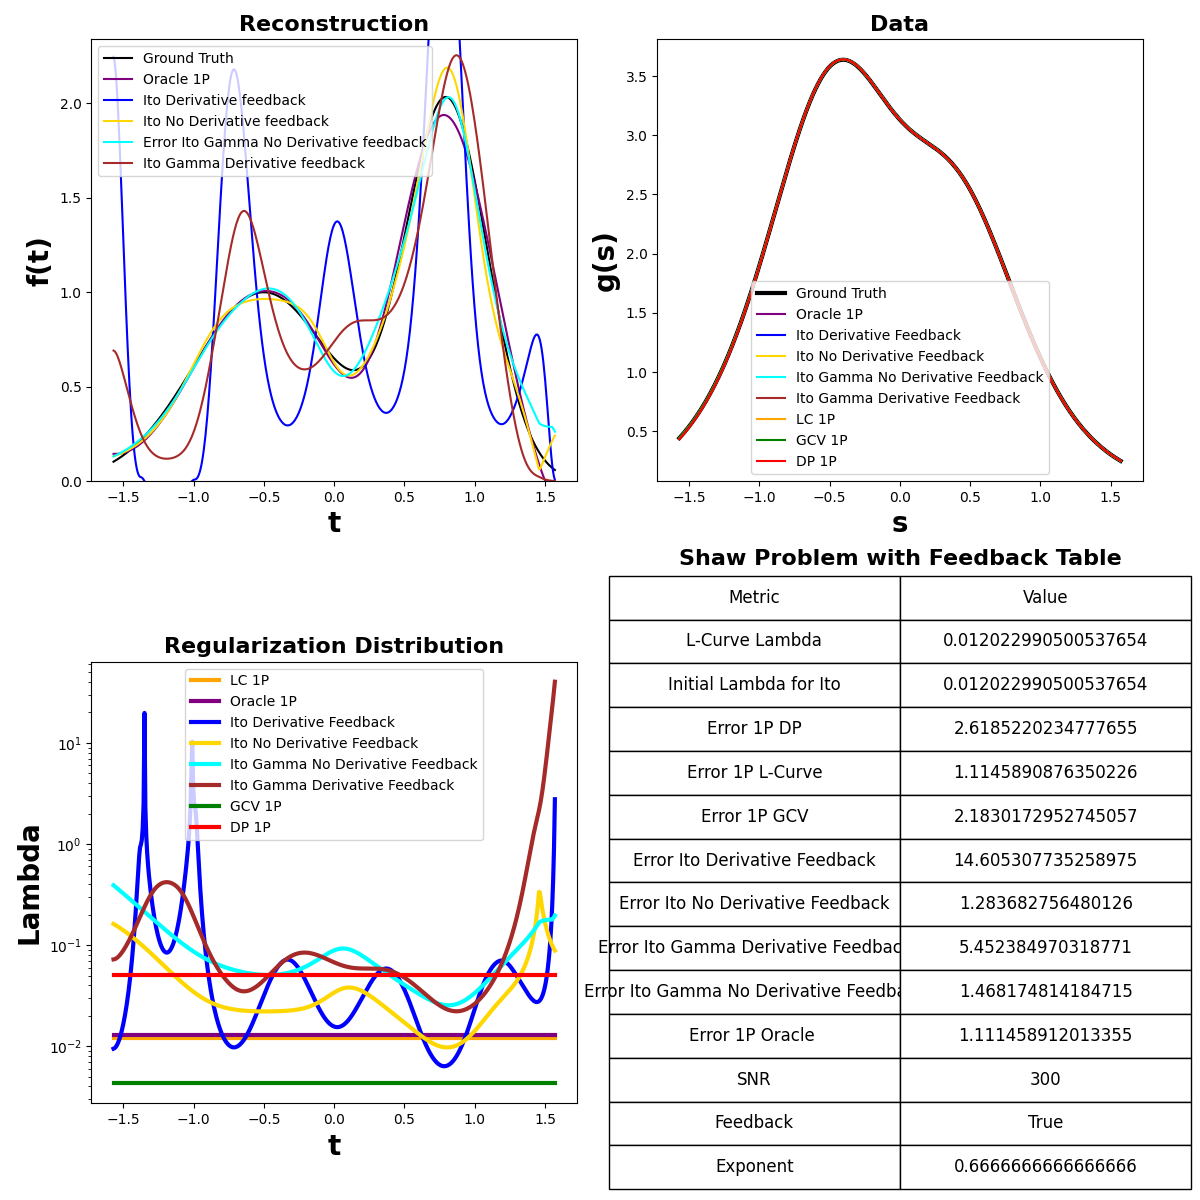 Reconstruction
Ground Truth
Oracle 1P
Ito Derivative feedback
Ito No Derivative feedback
Error Ito Gamma No Derivative feedback
Ito Gamma Derivative feedback
2.0
1.5
1.0
0.5
0.0
f(t)
−1.5 −1.0 −0.5 0.0 0.5 1.0 1.5
t
Data
3.5
3.0
2.5
2.0
1.5
1.0
0.5
g(s)
Ground Truth
Oracle 1P
Ito Derivative Feedback
Ito No Derivative Feedback
Ito Gamma No Derivative Feedback
Ito Gamma Derivative Feedback
LC 1P
GCV 1P
DP 1P
−1.5 −1.0 −0.5 0.0 0.5 1.0 1.5
s
Regularization Distribution
LC 1P
Oracle 1P
Ito Derivative Feedback
Ito No Derivative Feedback
Ito Gamma No Derivative Feedback
Ito Gamma Derivative Feedback
GCV 1P
DP 1P
10¹
10⁰
10⁻¹
10⁻²
Lambda
−1.5 −1.0 −0.5 0.0 0.5 1.0 1.5
t
Shaw Problem with Feedback Table
Metric Value
L-Curve Lambda 0.012022990500537654
Initial Lambda for Ito 0.012022990500537654
Error 1P DP 2.6185220234777655
Error 1P L-Curve 1.1145890876350226
Error 1P GCV 2.1830172952745057
Error Ito Derivative Feedback 14.605307735258975
Error Ito No Derivative Feedback 1.283682756480126
Error Ito Gamma Derivative Feedbac 5.452384970318771
Error Ito Gamma No Derivative Feedba 1.468174814184715
Error 1P Oracle 1.111458912013355
SNR 300
Feedback True
Exponent 0.6666666666666666